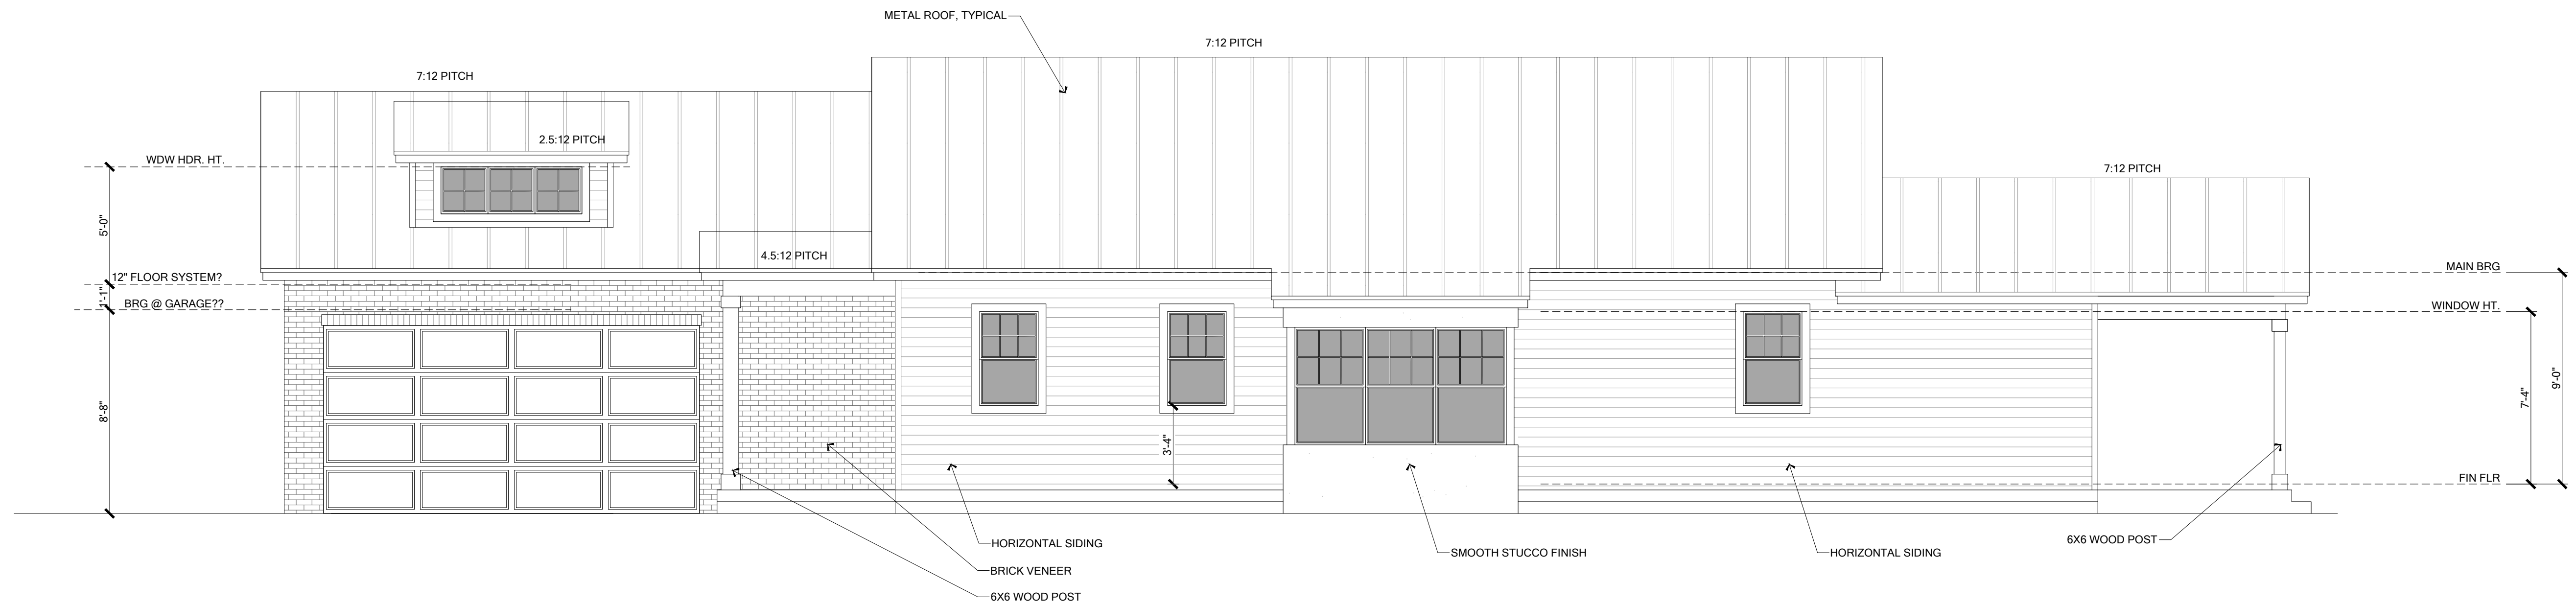 METAL ROOF, TYPICAL
7:12 PITCH
7:12 PITCH
2.5:12 PITCH
WDW HDR. HT.
7:12 PITCH
5'-0"
4.5:12 PITCH
MAIN BRG
12" FLOOR SYSTEM?
1'-1"
BRG @ GARAGE??
WINDOW HT.
8'-8"
9'-0"
7'-4"
3'-4"
FIN FLR
HORIZONTAL SIDING
6X6 WOOD POST
SMOOTH STUCCO FINISH
HORIZONTAL SIDING
BRICK VENEER
6X6 WOOD POST